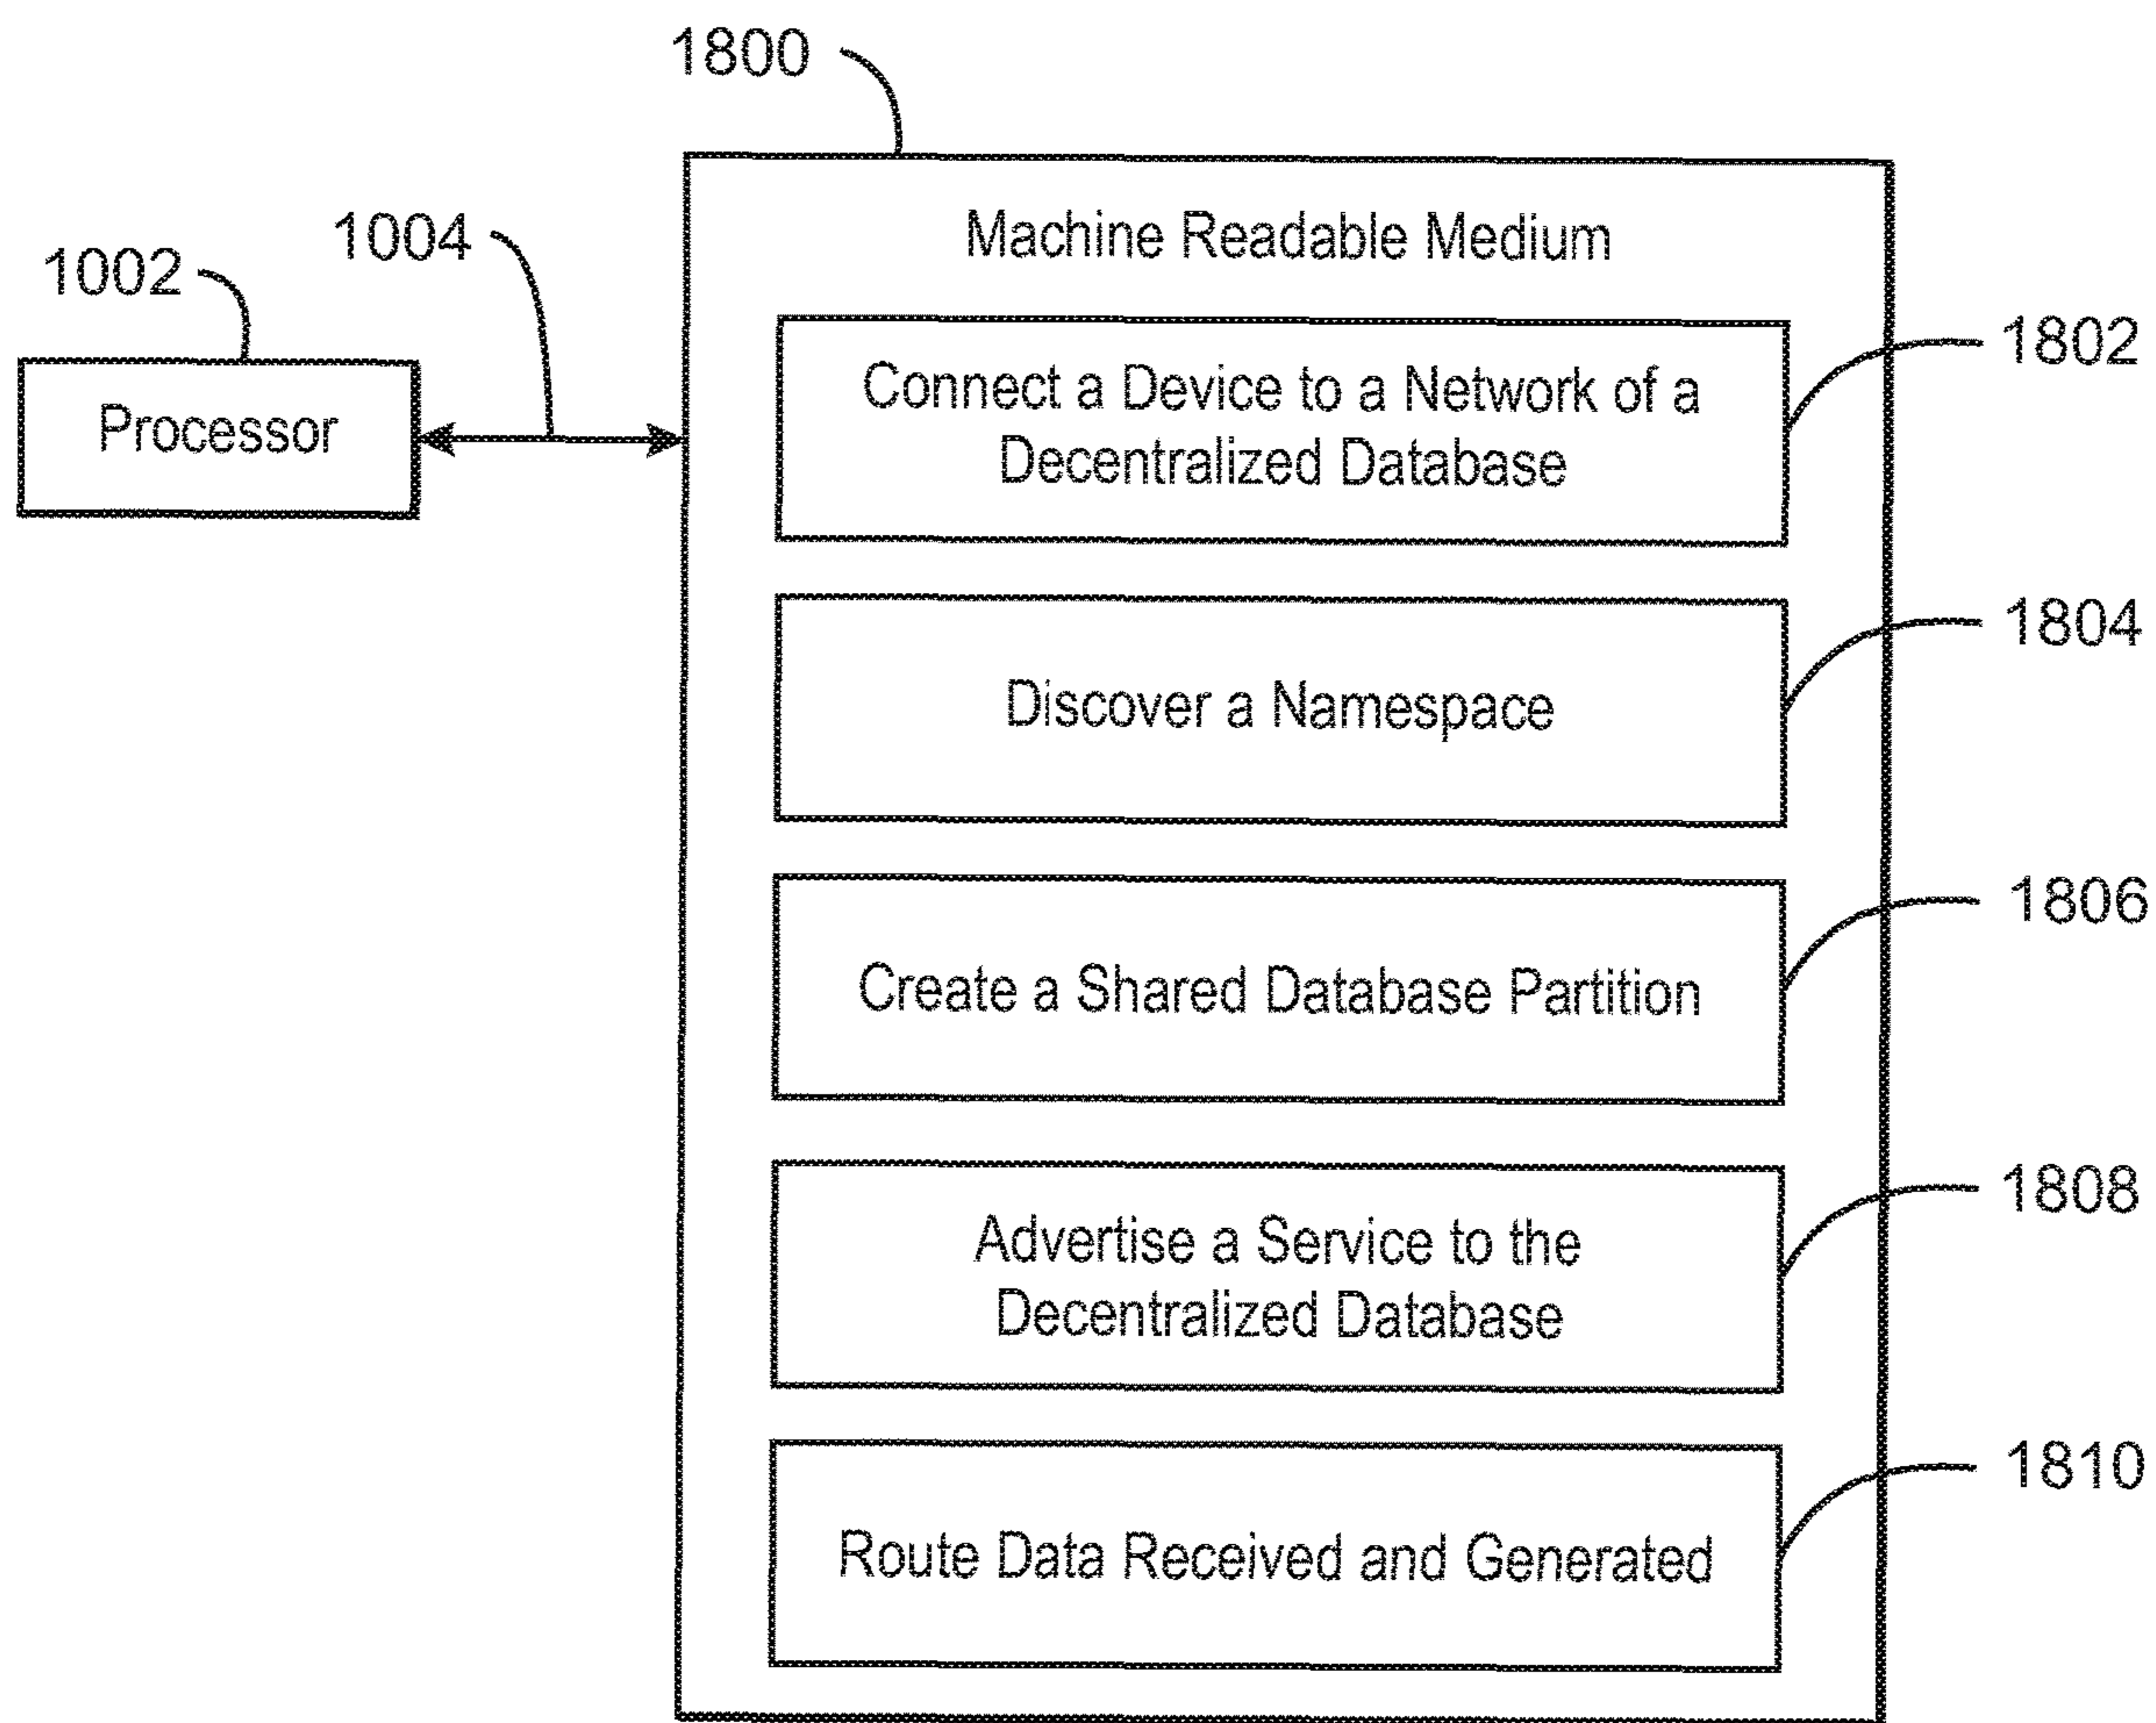 1800
1004
1002
Machine Readable Medium
Processor
Connect a Device to a Network of a
Decentralized Database
1802
Discover a Namespace
1804
Create a Shared Database Partition
1806
Advertise a Service to the
Decentralized Database
1808
Route Data Received and Generated
1810